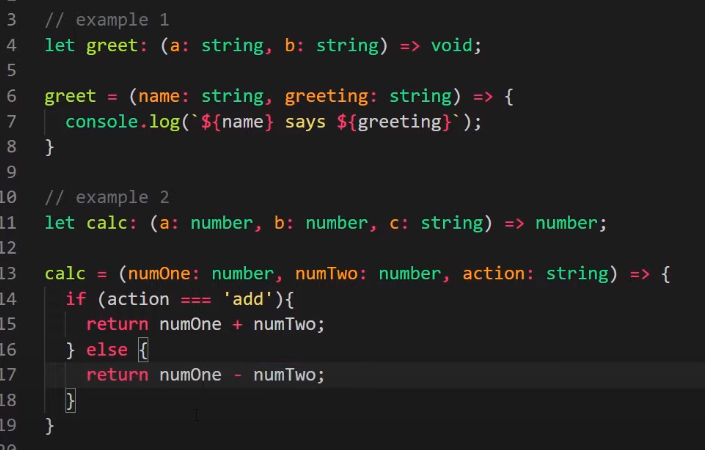 3 // example 1
4 let greet: (a: string, b: string) => void;
5
6 greet = (name: string, greeting: string) => {
7   console.log(`${name} says ${greeting}`);
8 }
9
10 // example 2
11 let calc: (a: number, b: number, c: string) => number;
12
13 calc = (numOne: number, numTwo: number, action: string) => {
14   if (action === 'add'){
15     return numOne + numTwo;
16   } else {
17     return numOne - numTwo;
18   }
19 }